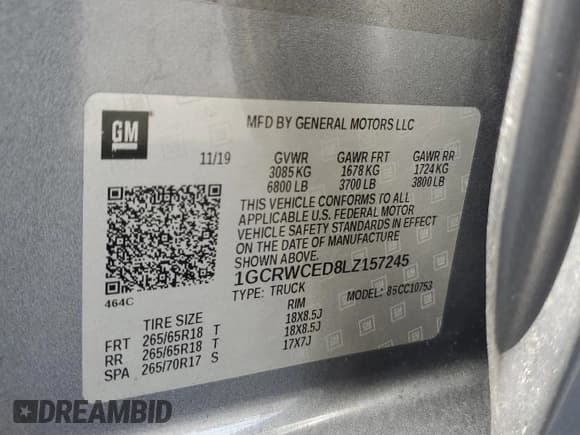 GM
MFD BY GENERAL MOTORS LLC
11/19 GVWR GAWR FRT GAWR RR
3085 KG 1678 KG 1724 KG
6800 LB 3700 LB 3800 LB
THIS VEHICLE CONFORMS TO ALL
APPLICABLE U.S. FEDERAL MOTOR
VEHICLE SAFETY STANDARDS IN EFFECT
ON THE DATE OF MANUFACTURE
SHOWN ABOVE.
1GCRWCED8LZ157245
464C
TYPE: TRUCK MODEL: 85CC10753
TIRE SIZE RIM
FRT 265/65R18 T 18X8.5J
RR 265/65R18 T 18X8.5J
SPA 265/70R17 S 17X7J
DREAMBID